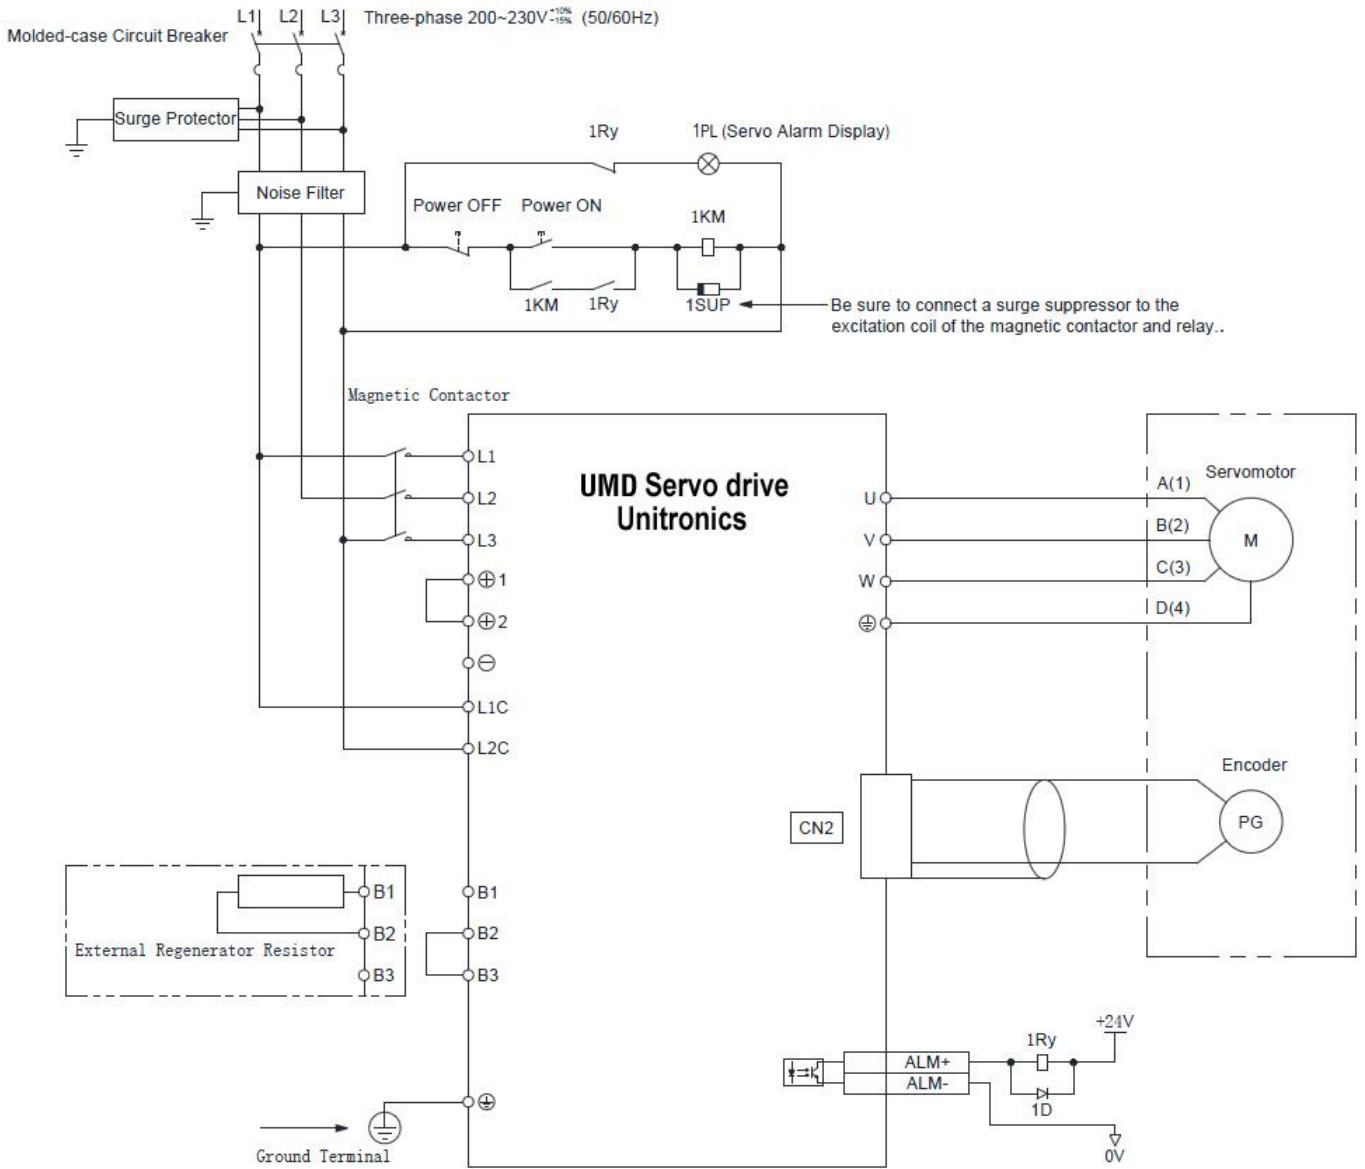 L1 L2 L3 Three-phase 200~230V +10% -15% (50/60Hz)
Molded-case Circuit Breaker
Surge Protector
1Ry 1PL (Servo Alarm Display)
Noise Filter
Power OFF Power ON
1KM
1KM 1Ry 1SUP
Be sure to connect a surge suppressor to the
excitation coil of the magnetic contactor and relay..
Magnetic Contactor
L1
L2
L3
1
2
L1C
L2C
B1
B2
B3
UMD Servo drive
Unitronics
U
V
W
A(1)
B(2)
C(3)
D(4)
Servomotor
M
Encoder
PG
CN2
B1
B2
B3
External Regenerator Resistor
ALM+
ALM-
1Ry
+24V
1D
0V
Ground Terminal